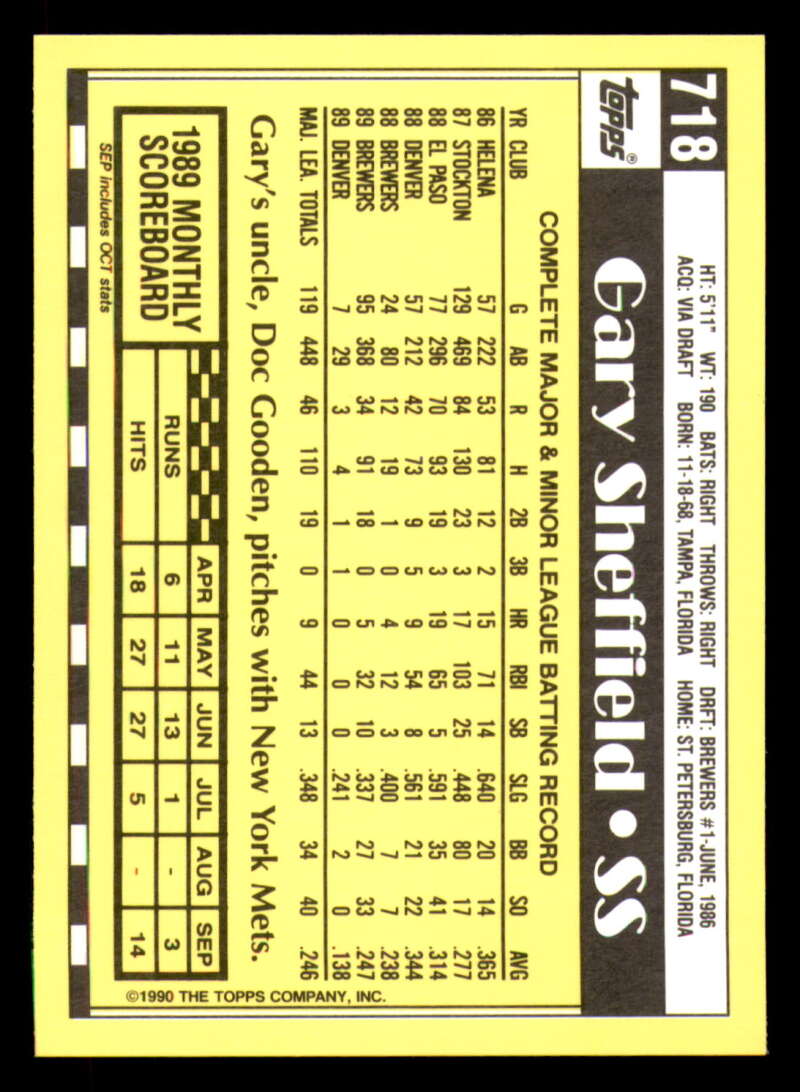 718
topps®
HT: 5'11" WT: 190 BATS: RIGHT THROWS: RIGHT DRFT: BREWERS #1-JUNE, 1986
ACQ: VIA DRAFT BORN: 11-18-68, TAMPA, FLORIDA HOME: ST. PETERSBURG, FLORIDA
Gary Sheffield • SS
COMPLETE MAJOR & MINOR LEAGUE BATTING RECORD
YR CLUB G AB R H 2B 3B HR RBI SB SLG BB SO AVG
86 HELENA 57 222 53 81 12 2 15 71 14 .640 20 14 .365
87 STOCKTON 129 469 84 130 23 3 17 103 25 .448 80 17 .277
88 EL PASO 77 296 70 93 19 3 19 65 5 .591 35 41 .314
88 DENVER 57 212 42 73 9 5 9 54 8 .561 21 22 .344
88 BREWERS 24 80 12 19 1 0 4 12 3 .400 7 7 .238
89 BREWERS 95 368 34 91 18 0 5 32 10 .337 27 33 .247
89 DENVER 7 29 3 4 1 1 0 0 0 .241 2 0 .138
MAJ. LEA. TOTALS 119 448 46 110 19 0 9 44 13 .348 34 40 .246
Gary's uncle, Doc Gooden, pitches with New York Mets.
1989 MONTHLY
SCOREBOARD
APR MAY JUN JUL AUG SEP
RUNS 6 11 13 1 - 3
HITS 18 27 27 5 - 14
SEP includes OCT stats
©1990 THE TOPPS COMPANY, INC.